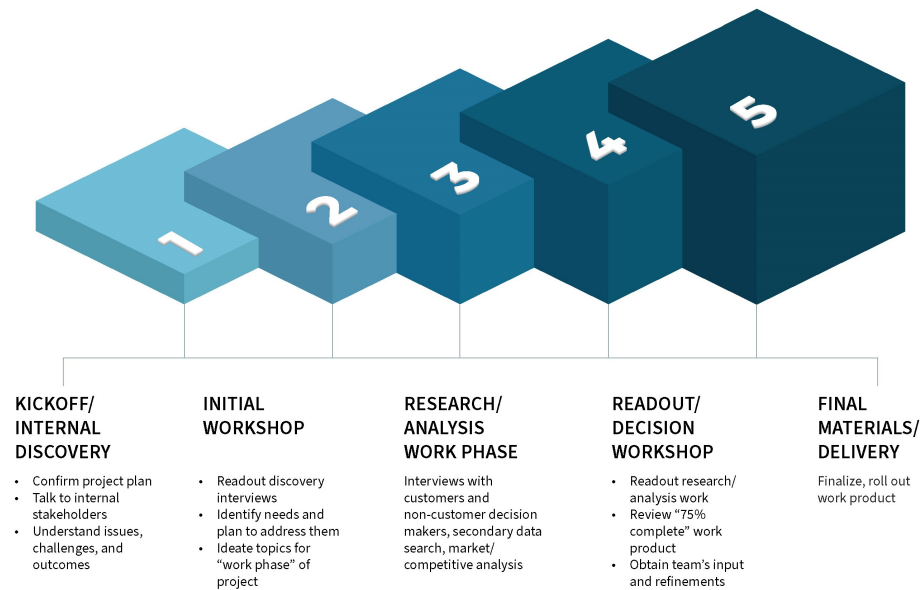 1
2
3
4
5
KICKOFF/
INTERNAL
DISCOVERY
• Confirm project plan
• Talk to internal
stakeholders
• Understand issues,
challenges, and
outcomes
INITIAL
WORKSHOP
• Readout discovery
interviews
• Identify needs and
plan to address them
• Ideate topics for
“work phase” of
project
RESEARCH/
ANALYSIS
WORK PHASE
Interviews with
customers and
non-customer decision
makers, secondary data
search, market/
competitive analysis
READOUT/
DECISION
WORKSHOP
• Readout research/
analysis work
• Review “75%
complete” work
product
• Obtain team’s input
and refinements
FINAL
MATERIALS/
DELIVERY
Finalize, roll out
work product